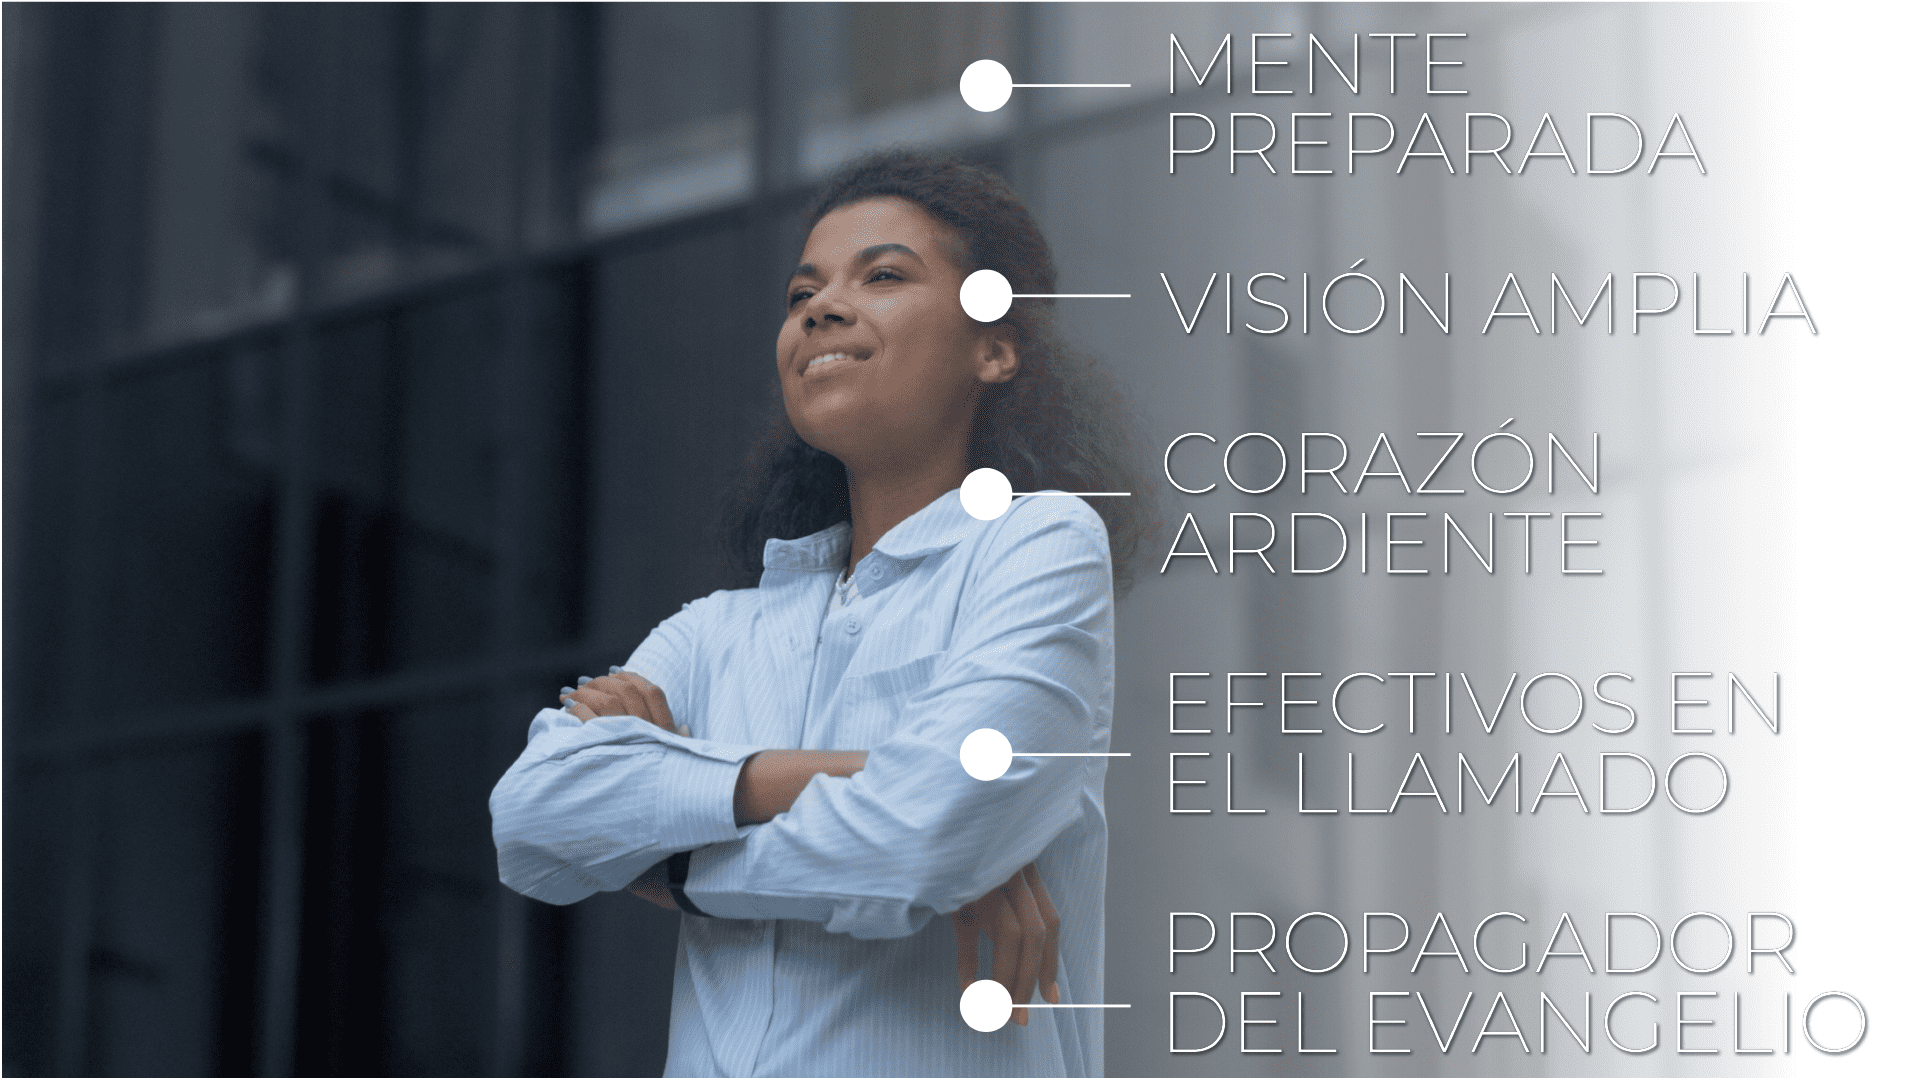 MENTE
PREPARADA
VISIÓN AMPLIA
CORAZÓN
ARDIENTE
EFECTIVOS EN
EL LLAMADO
PROPAGADOR
DEL EVANGELIO